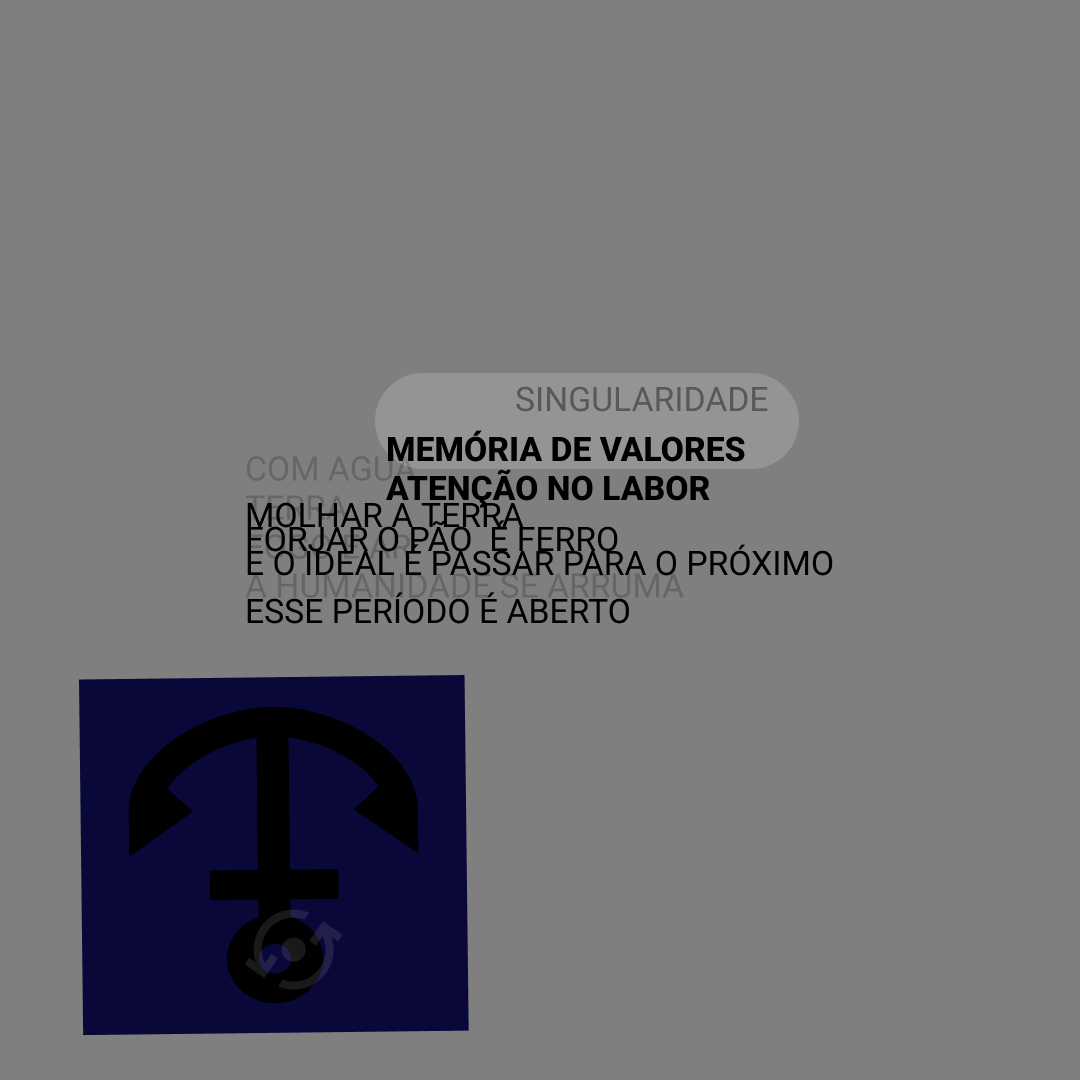 SINGULARIDADE
MEMÓRIA DE VALORES
ATENÇÃO NO LABOR
COM AGUA
TERRA
MOLHAR A TERRA
FORJAR O PÃO É FERRO
E O IDEAL É PASSAR PARA O PRÓXIMO
A HUMANIDADE SE ARRUMA
ESSE PERÍODO É ABERTO